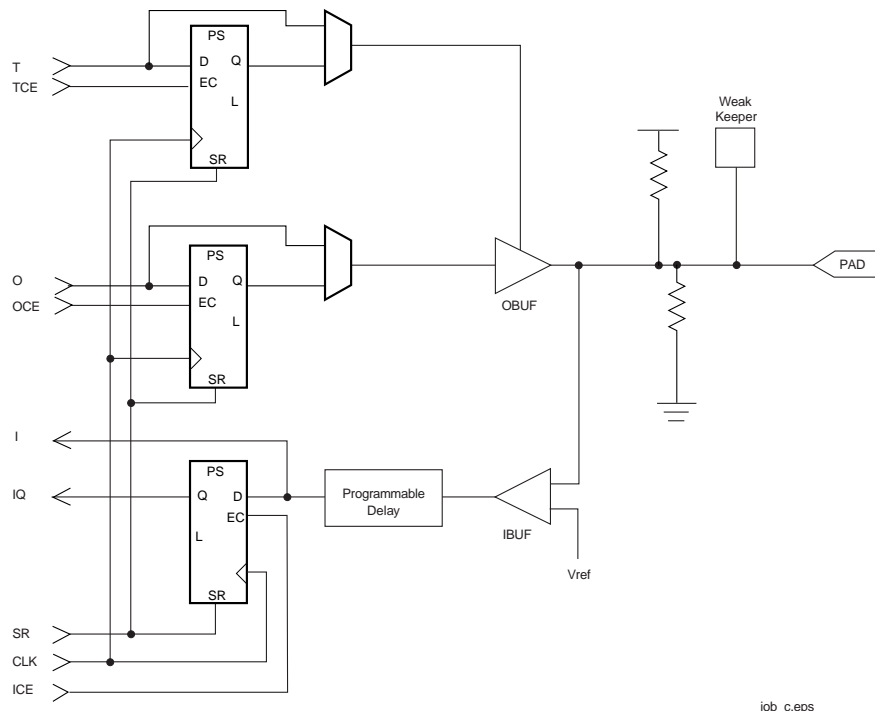 PS
T
D
Q
TCE
EC
L
SR
Weak
Keeper
PS
O
D
Q
OCE
EC
L
SR
OBUF
PAD
I
PS
IQ
Q
D
EC
L
SR
Programmable
Delay
IBUF
Vref
SR
CLK
ICE
iob_c.eps